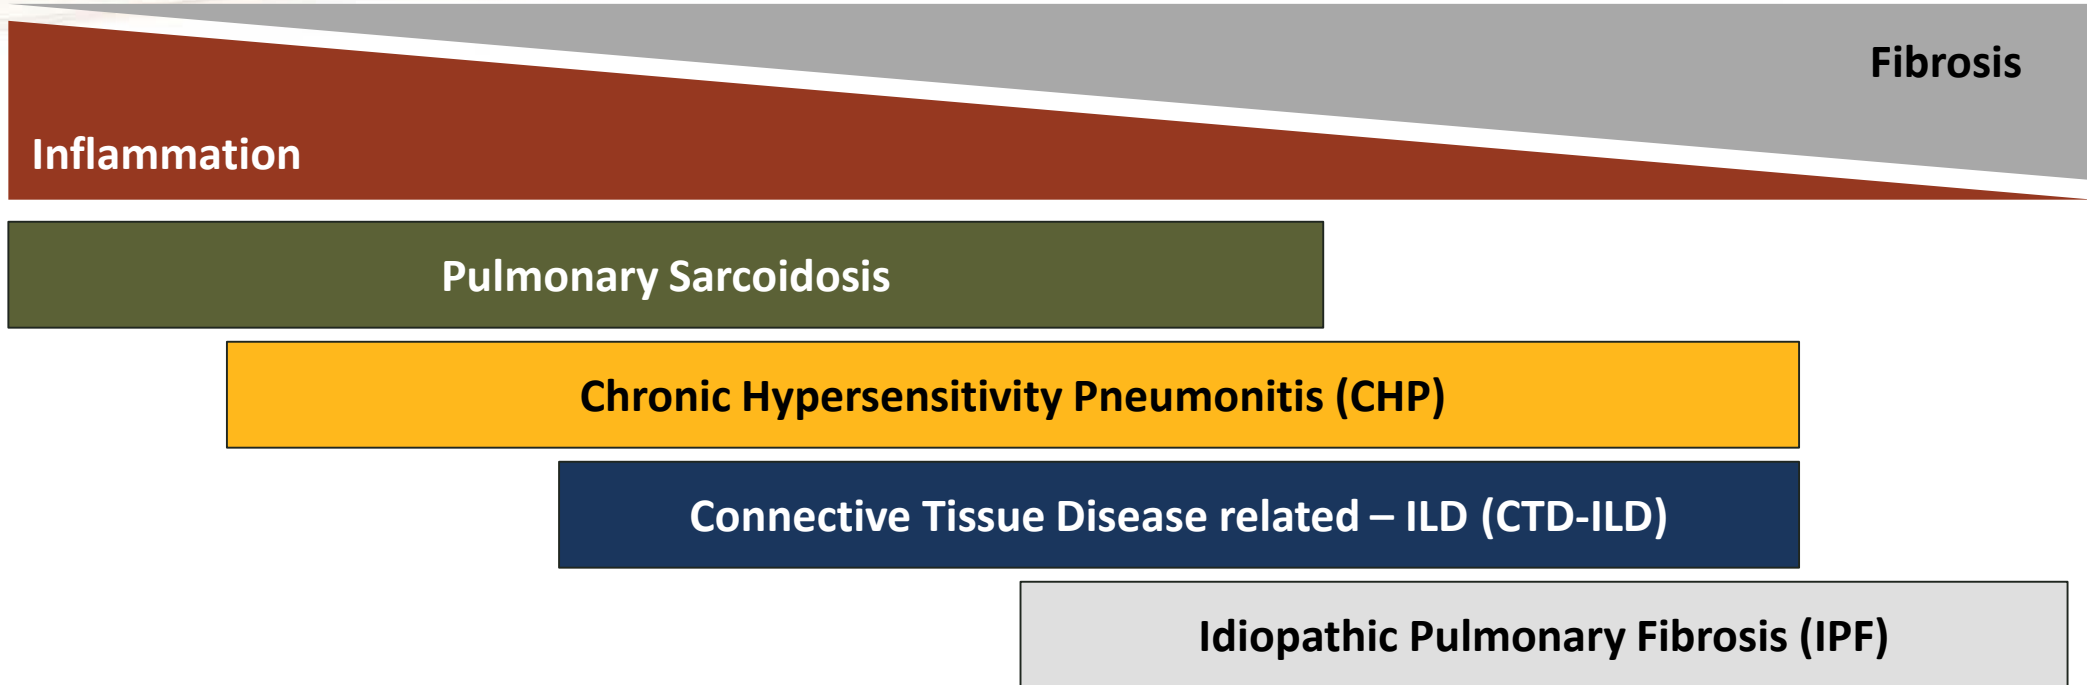 Fibrosis
Inflammation
Pulmonary Sarcoidosis
Chronic Hypersensitivity Pneumonitis (CHP)
Connective Tissue Disease related – ILD (CTD-ILD)
Idiopathic Pulmonary Fibrosis (IPF)